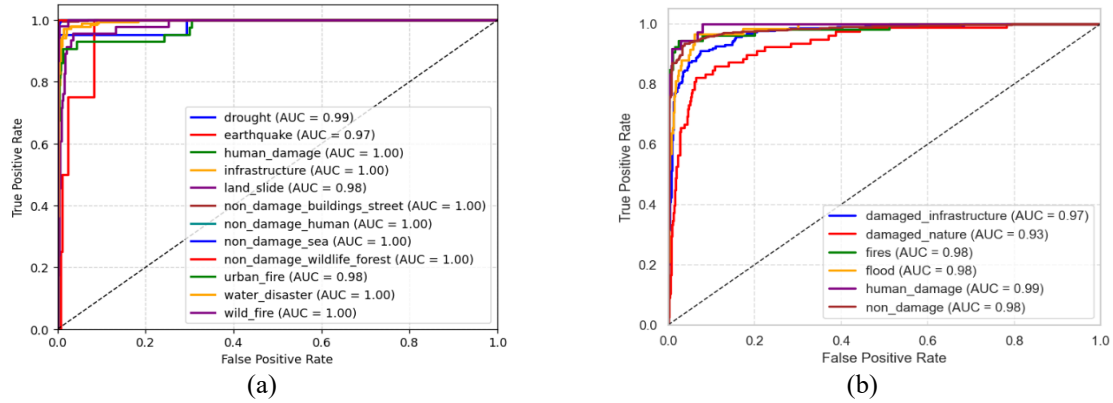 True Positive Rate
1.0
0.8
0.6
0.4
0.2
0.0
drought (AUC = 0.99)
earthquake (AUC = 0.97)
human_damage (AUC = 1.00)
infrastructure (AUC = 1.00)
land_slide (AUC = 0.98)
non_damage_buildings_street (AUC = 1.00)
non_damage_human (AUC = 1.00)
non_damage_sea (AUC = 1.00)
non_damage_wildlife_forest (AUC = 1.00)
urban_fire (AUC = 0.98)
water_disaster (AUC = 1.00)
wild_fire (AUC = 1.00)
0.0 0.2 0.4 0.6 0.8 1.0
False Positive Rate
(a)
True Positive Rate
1.0
0.8
0.6
0.4
0.2
0.0
damaged_infrastructure (AUC = 0.97)
damaged_nature (AUC = 0.93)
fires (AUC = 0.98)
flood (AUC = 0.98)
human_damage (AUC = 0.99)
non_damage (AUC = 0.98)
0.0 0.2 0.4 0.6 0.8 1.0
False Positive Rate
(b)